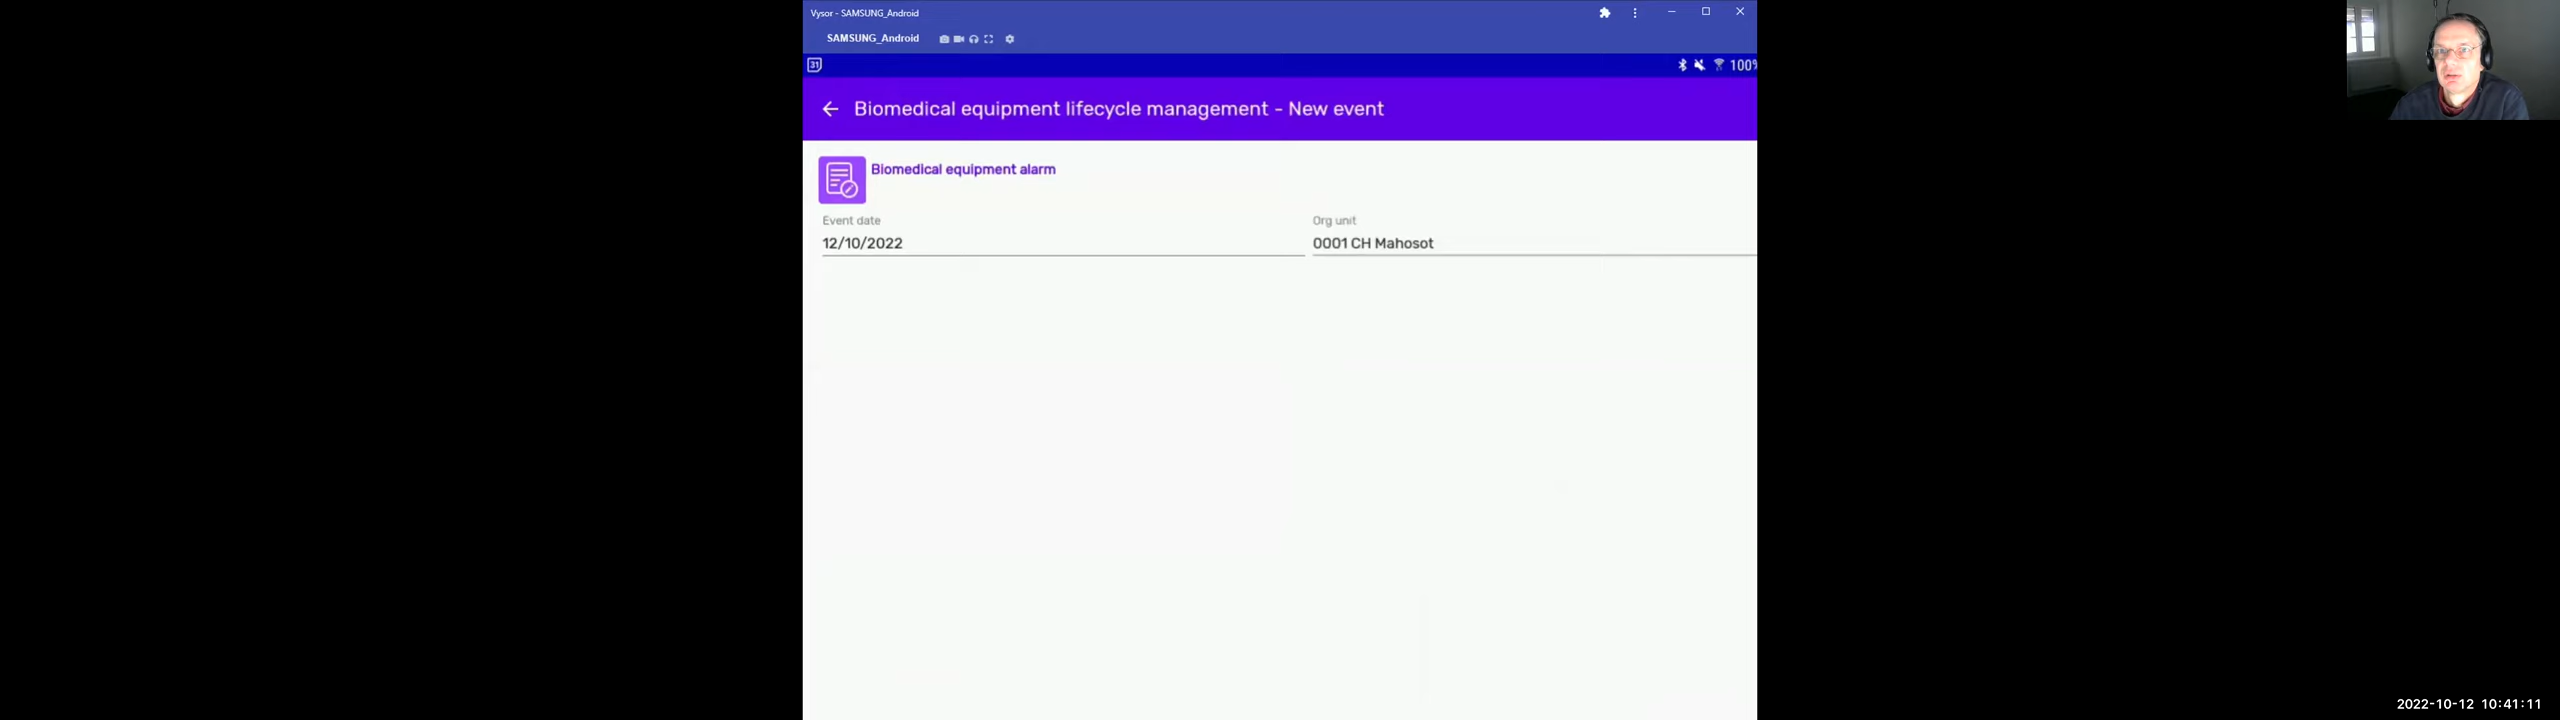 Vysor - SAMSUNG_Android
SAMSUNG_Android
31
100%
Biomedical equipment lifecycle management - New event
Biomedical equipment alarm
Event date
Org unit
12/10/2022
0001 CH Mahosot
2022-10-12 10:41:11